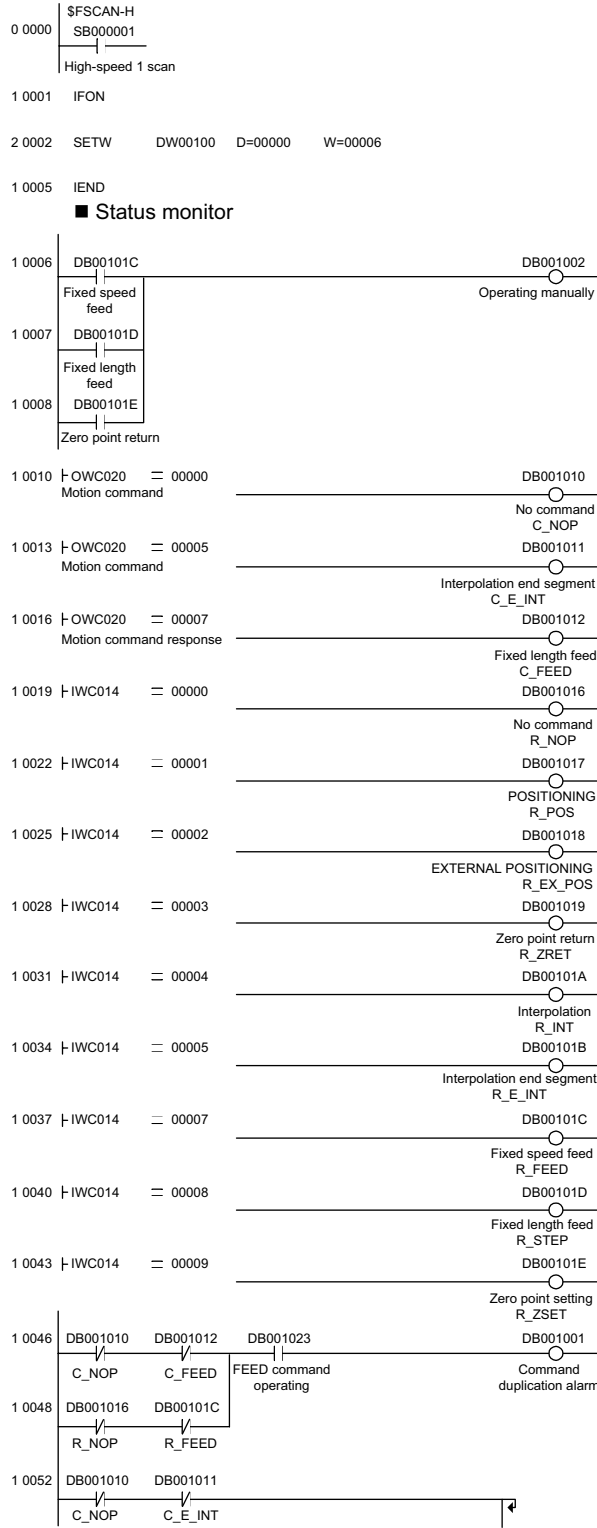 $FSCAN-H
0 0000 SB000001
High-speed 1 scan
1 0001 IFON
2 0002 SETW DW00100 D=00000 W=00006
1 0005 IEND
■ Status monitor
1 0006 DB00101C DB001002
Fixed speed feed Operating manually
1 0007 DB00101D
Fixed length feed
1 0008 DB00101E
Zero point return
1 0010 OWC020 = 00000 DB001010
Motion command
No command
C_NOP
1 0013 OWC020 = 00005 DB001011
Motion command
Interpolation end segment
C_E_INT
1 0016 OWC020 = 00007 DB001012
Motion command response
Fixed length feed
C_FEED
1 0019 IWC014 = 00000 DB001016
No command
R_NOP
1 0022 IWC014 = 00001 DB001017
POSITIONING
R_POS
1 0025 IWC014 = 00002 DB001018
EXTERNAL POSITIONING
R_EX_POS
1 0028 IWC014 = 00003 DB001019
Zero point return
R_ZRET
1 0031 IWC014 = 00004 DB00101A
Interpolation
R_INT
1 0034 IWC014 = 00005 DB00101B
Interpolation end segment
R_E_INT
1 0037 IWC014 = 00007 DB00101C
Fixed speed feed
R_FEED
1 0040 IWC014 = 00008 DB00101D
Fixed length feed
R_STEP
1 0043 IWC014 = 00009 DB00101E
Zero point setting
R_ZSET
1 0046 DB001010 DB001012 DB001023 DB001001
C_NOP C_FEED FEED command operating Command duplication alarm
1 0048 DB001016 DB00101C
R_NOP R_FEED
1 0052 DB001010 DB001011
C_NOP C_E_INT